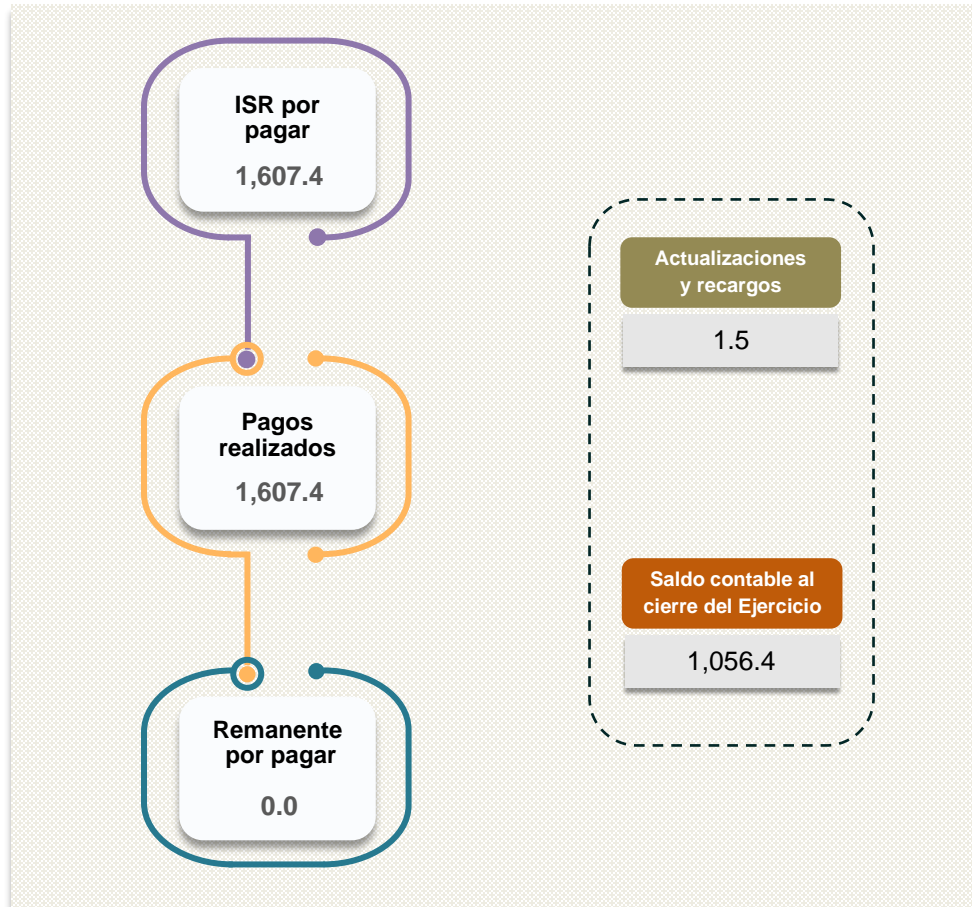 ISR por
pagar
1,607.4
Pagos
realizados
1,607.4
Remanente
por pagar
0.0
Actualizaciones
y recargos
1.5
Saldo contable al
cierre del Ejercicio
1,056.4